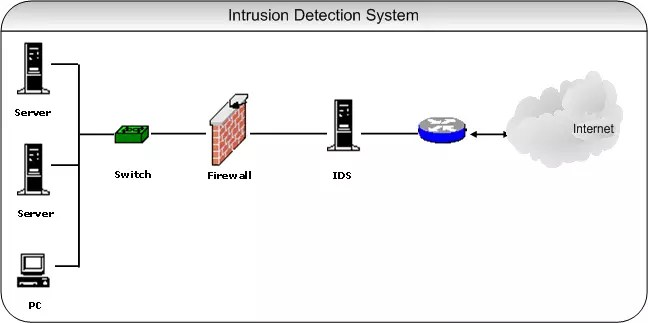 Intrusion Detection System
Server
Server
PC
Switch
Firewall
IDS
Internet